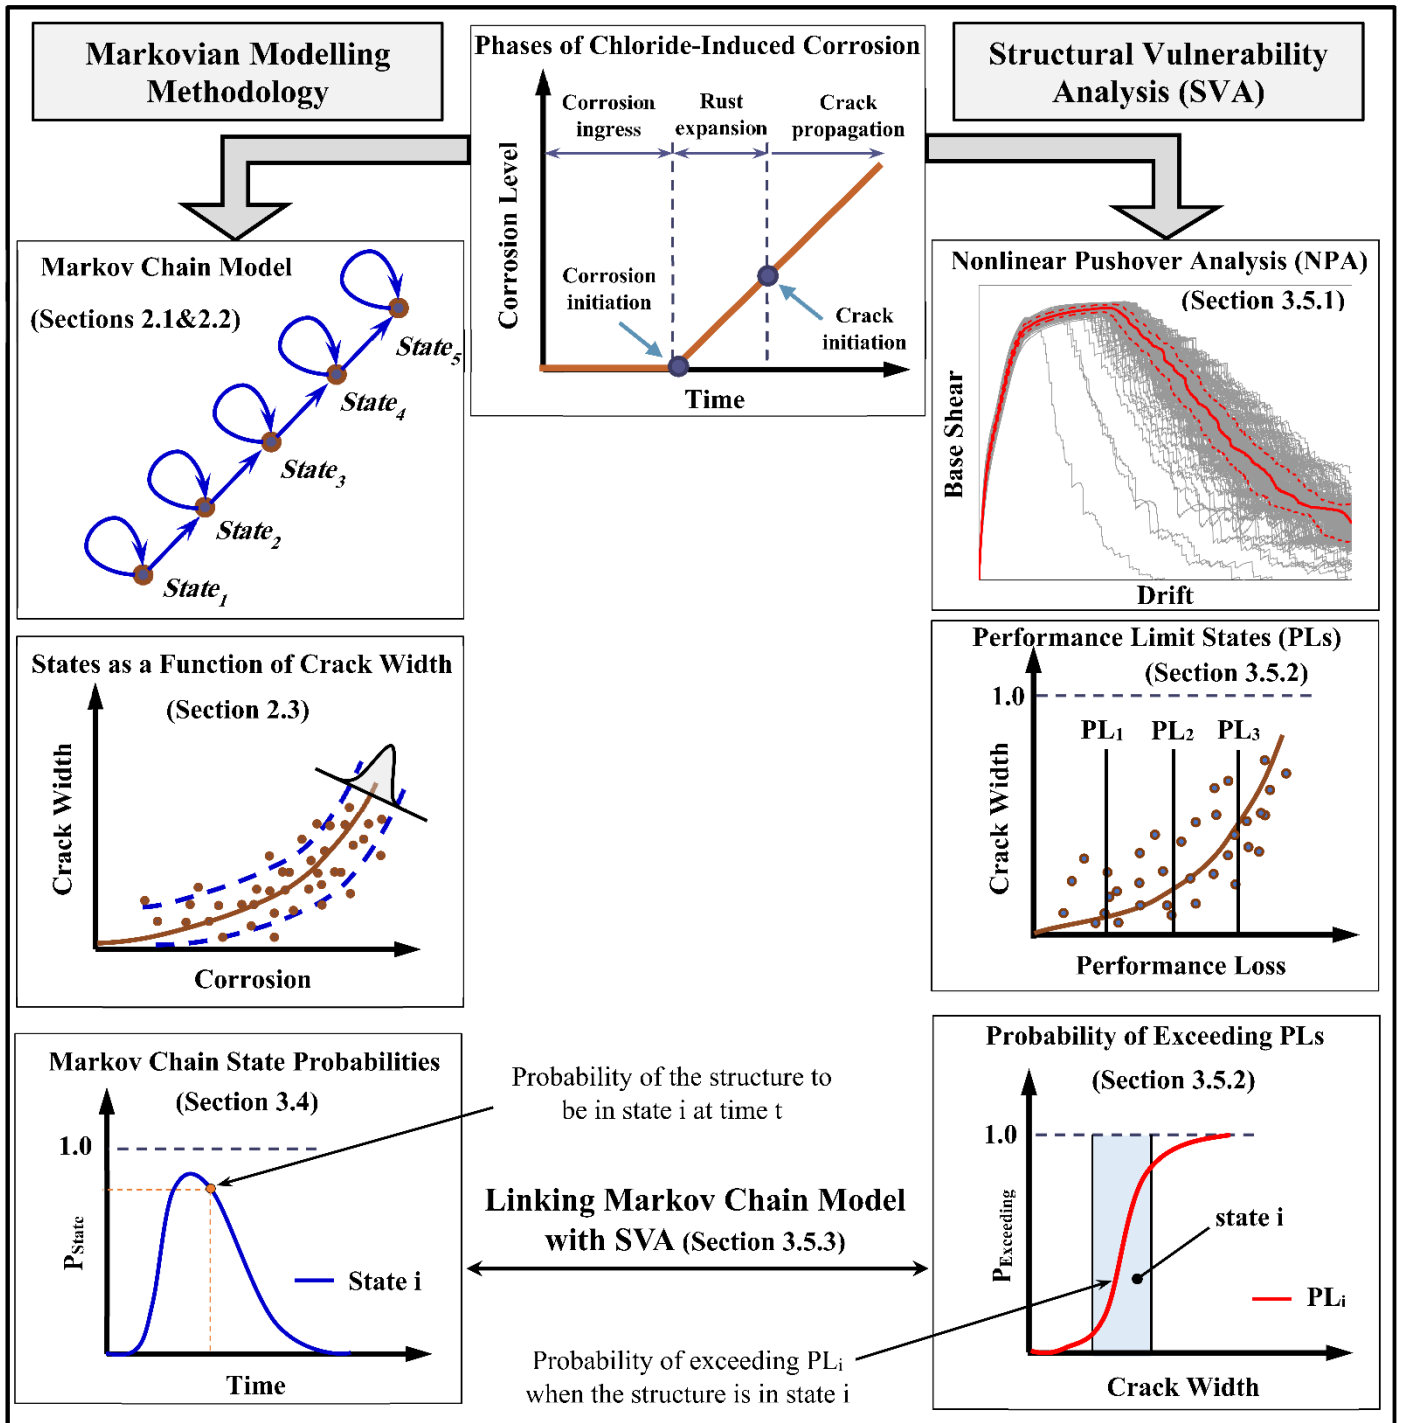 Markovian Modelling
Methodology
Phases of Chloride-Induced Corrosion
Corrosion
ingress
Rust
expansion
Crack
propagation
Corrosion Level
Corrosion
initiation
Crack
initiation
Time
Structural Vulnerability
Analysis (SVA)
Markov Chain Model
(Sections 2.1&2.2)
State5
State4
State3
State2
State1
Nonlinear Pushover Analysis (NPA)
(Section 3.5.1)
Base Shear
Drift
States as a Function of Crack Width
(Section 2.3)
Crack Width
Corrosion
Performance Limit States (PLs)
(Section 3.5.2)
1.0
PL1 PL2 PL3
Crack Width
Performance Loss
Markov Chain State Probabilities
(Section 3.4)
1.0
PState
State i
Time
Probability of the structure to
be in state i at time t
Linking Markov Chain Model
with SVA (Section 3.5.3)
Probability of exceeding PLi
when the structure is in state i
Probability of Exceeding PLs
(Section 3.5.2)
1.0
PExceeding
state i
PLi
Crack Width